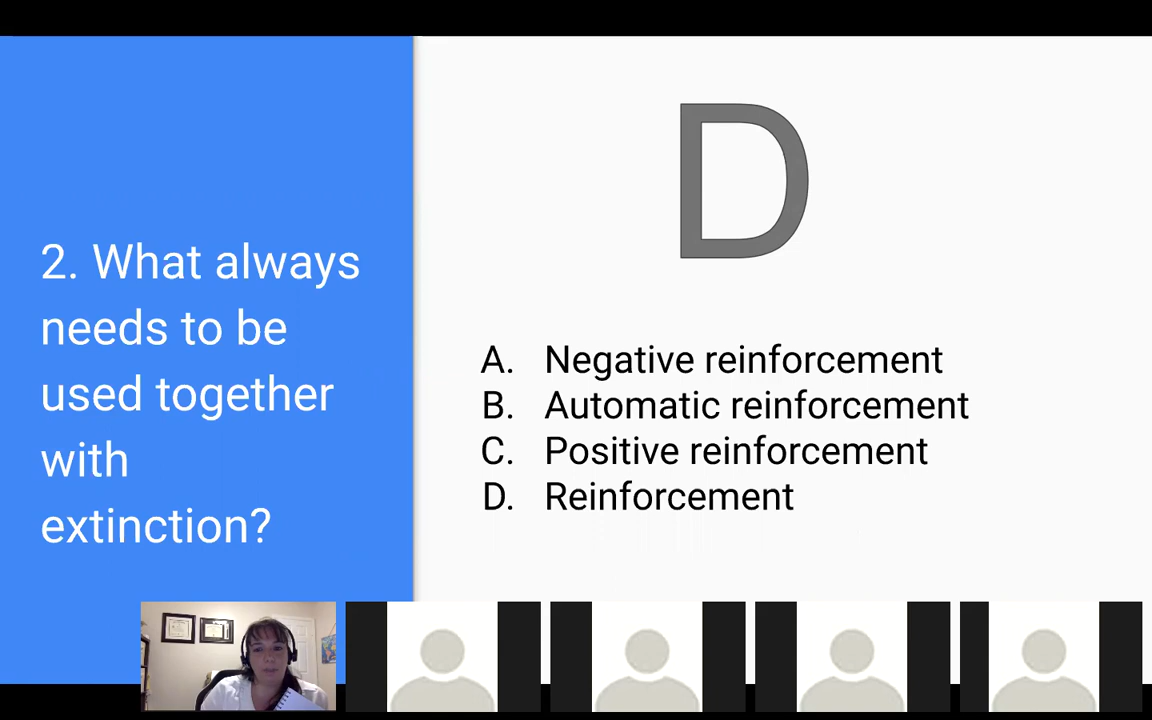 2. What always
needs to be
used together
with
extinction?
D
A. Negative reinforcement
B. Automatic reinforcement
C. Positive reinforcement
D. Reinforcement